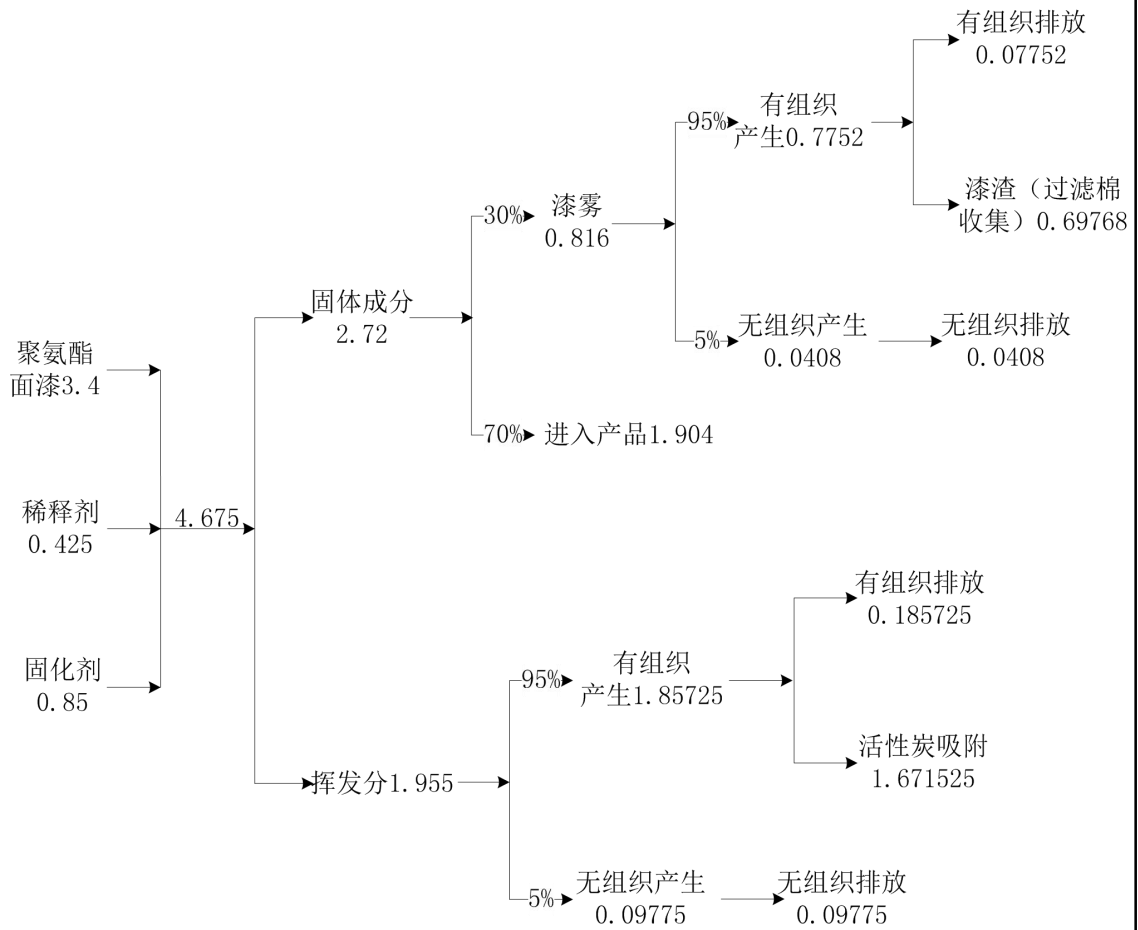 有组织排放
0.07752
95%
有组织
产生0.7752
漆渣（过滤棉
收集）0.69768
30%
漆雾
0.816
固体成分
2.72
5%
无组织产生
0.0408
无组织排放
0.0408
聚氨酯
面漆3.4
70%
进入产品1.904
稀释剂
0.425
4.675
有组织排放
0.185725
固化剂
0.85
95%
有组织
产生1.85725
活性炭吸附
1.671525
挥发分1.955
5%
无组织产生
0.09775
无组织排放
0.09775